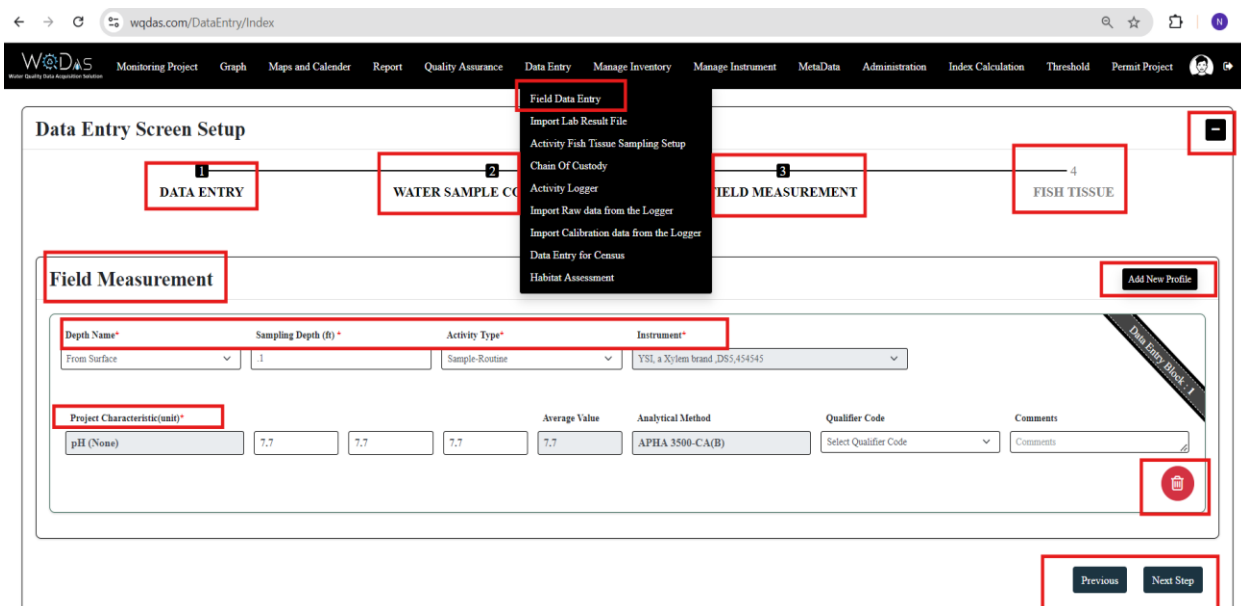 wqdas.com/DataEntry/Index
N
WQDAS
Water Quality Data Acquisition Solution
Monitoring Project Graph Maps and Calender Report Quality Assurance Data Entry Manage Inventory Manage Instrument MetaData Administration Index Calculation Threshold Permit Project
Field Data Entry
Import Lab Result File
Activity Fish Tissue Sampling Setup
Chain Of Custody
Activity Logger
Import Raw data from the Logger
Import Calibration data from the Logger
Data Entry for Census
Habitat Assessment
Data Entry Screen Setup
1 2 3 4
DATA ENTRY WATER SAMPLE CO IELD MEASUREMENT FISH TISSUE
Field Measurement
Add New Profile
Data Entry Block : 1
Depth Name* Sampling Depth (ft) * Activity Type* Instrument*
From Surface .1 Sample-Routine YSI, a Xylem brand ,DS5,454545
Project Characteristic(unit)* Average Value Analytical Method Qualifier Code Comments
pH (None) 7.7 7.7 7.7 7.7 APHA 3500-CA(B) Select Qualifier Code Comments
Previous Next Step